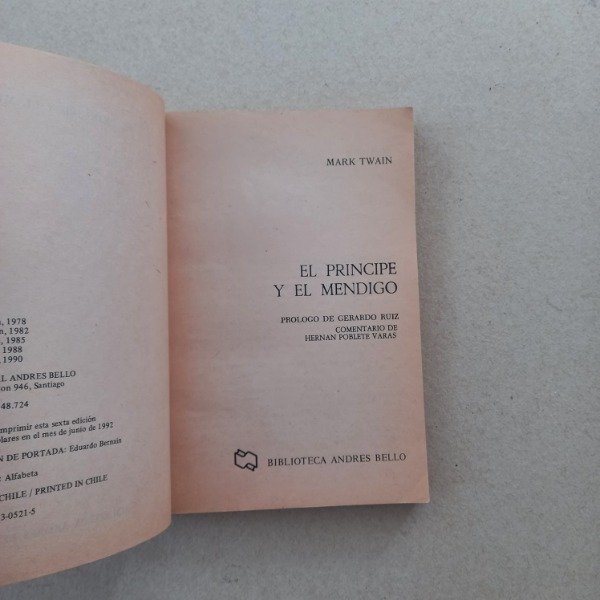 , 1978
n, 1982
, 1985
1988
, 1990
L ANDRES BELLO
on 946, Santiago
48.724
mprimir esta sexta edición
plares en el mes de junio de 1992
N DE PORTADA: Eduardo Bernain
: Alfabeta
CHILE / PRINTED IN CHILE
3-0521-5
MARK TWAIN
EL PRINCIPE
Y EL MENDIGO
PROLOGO DE GERARDO RUIZ
COMENTARIO DE
HERNAN POBLETE VARAS
BIBLIOTECA ANDRES BELLO